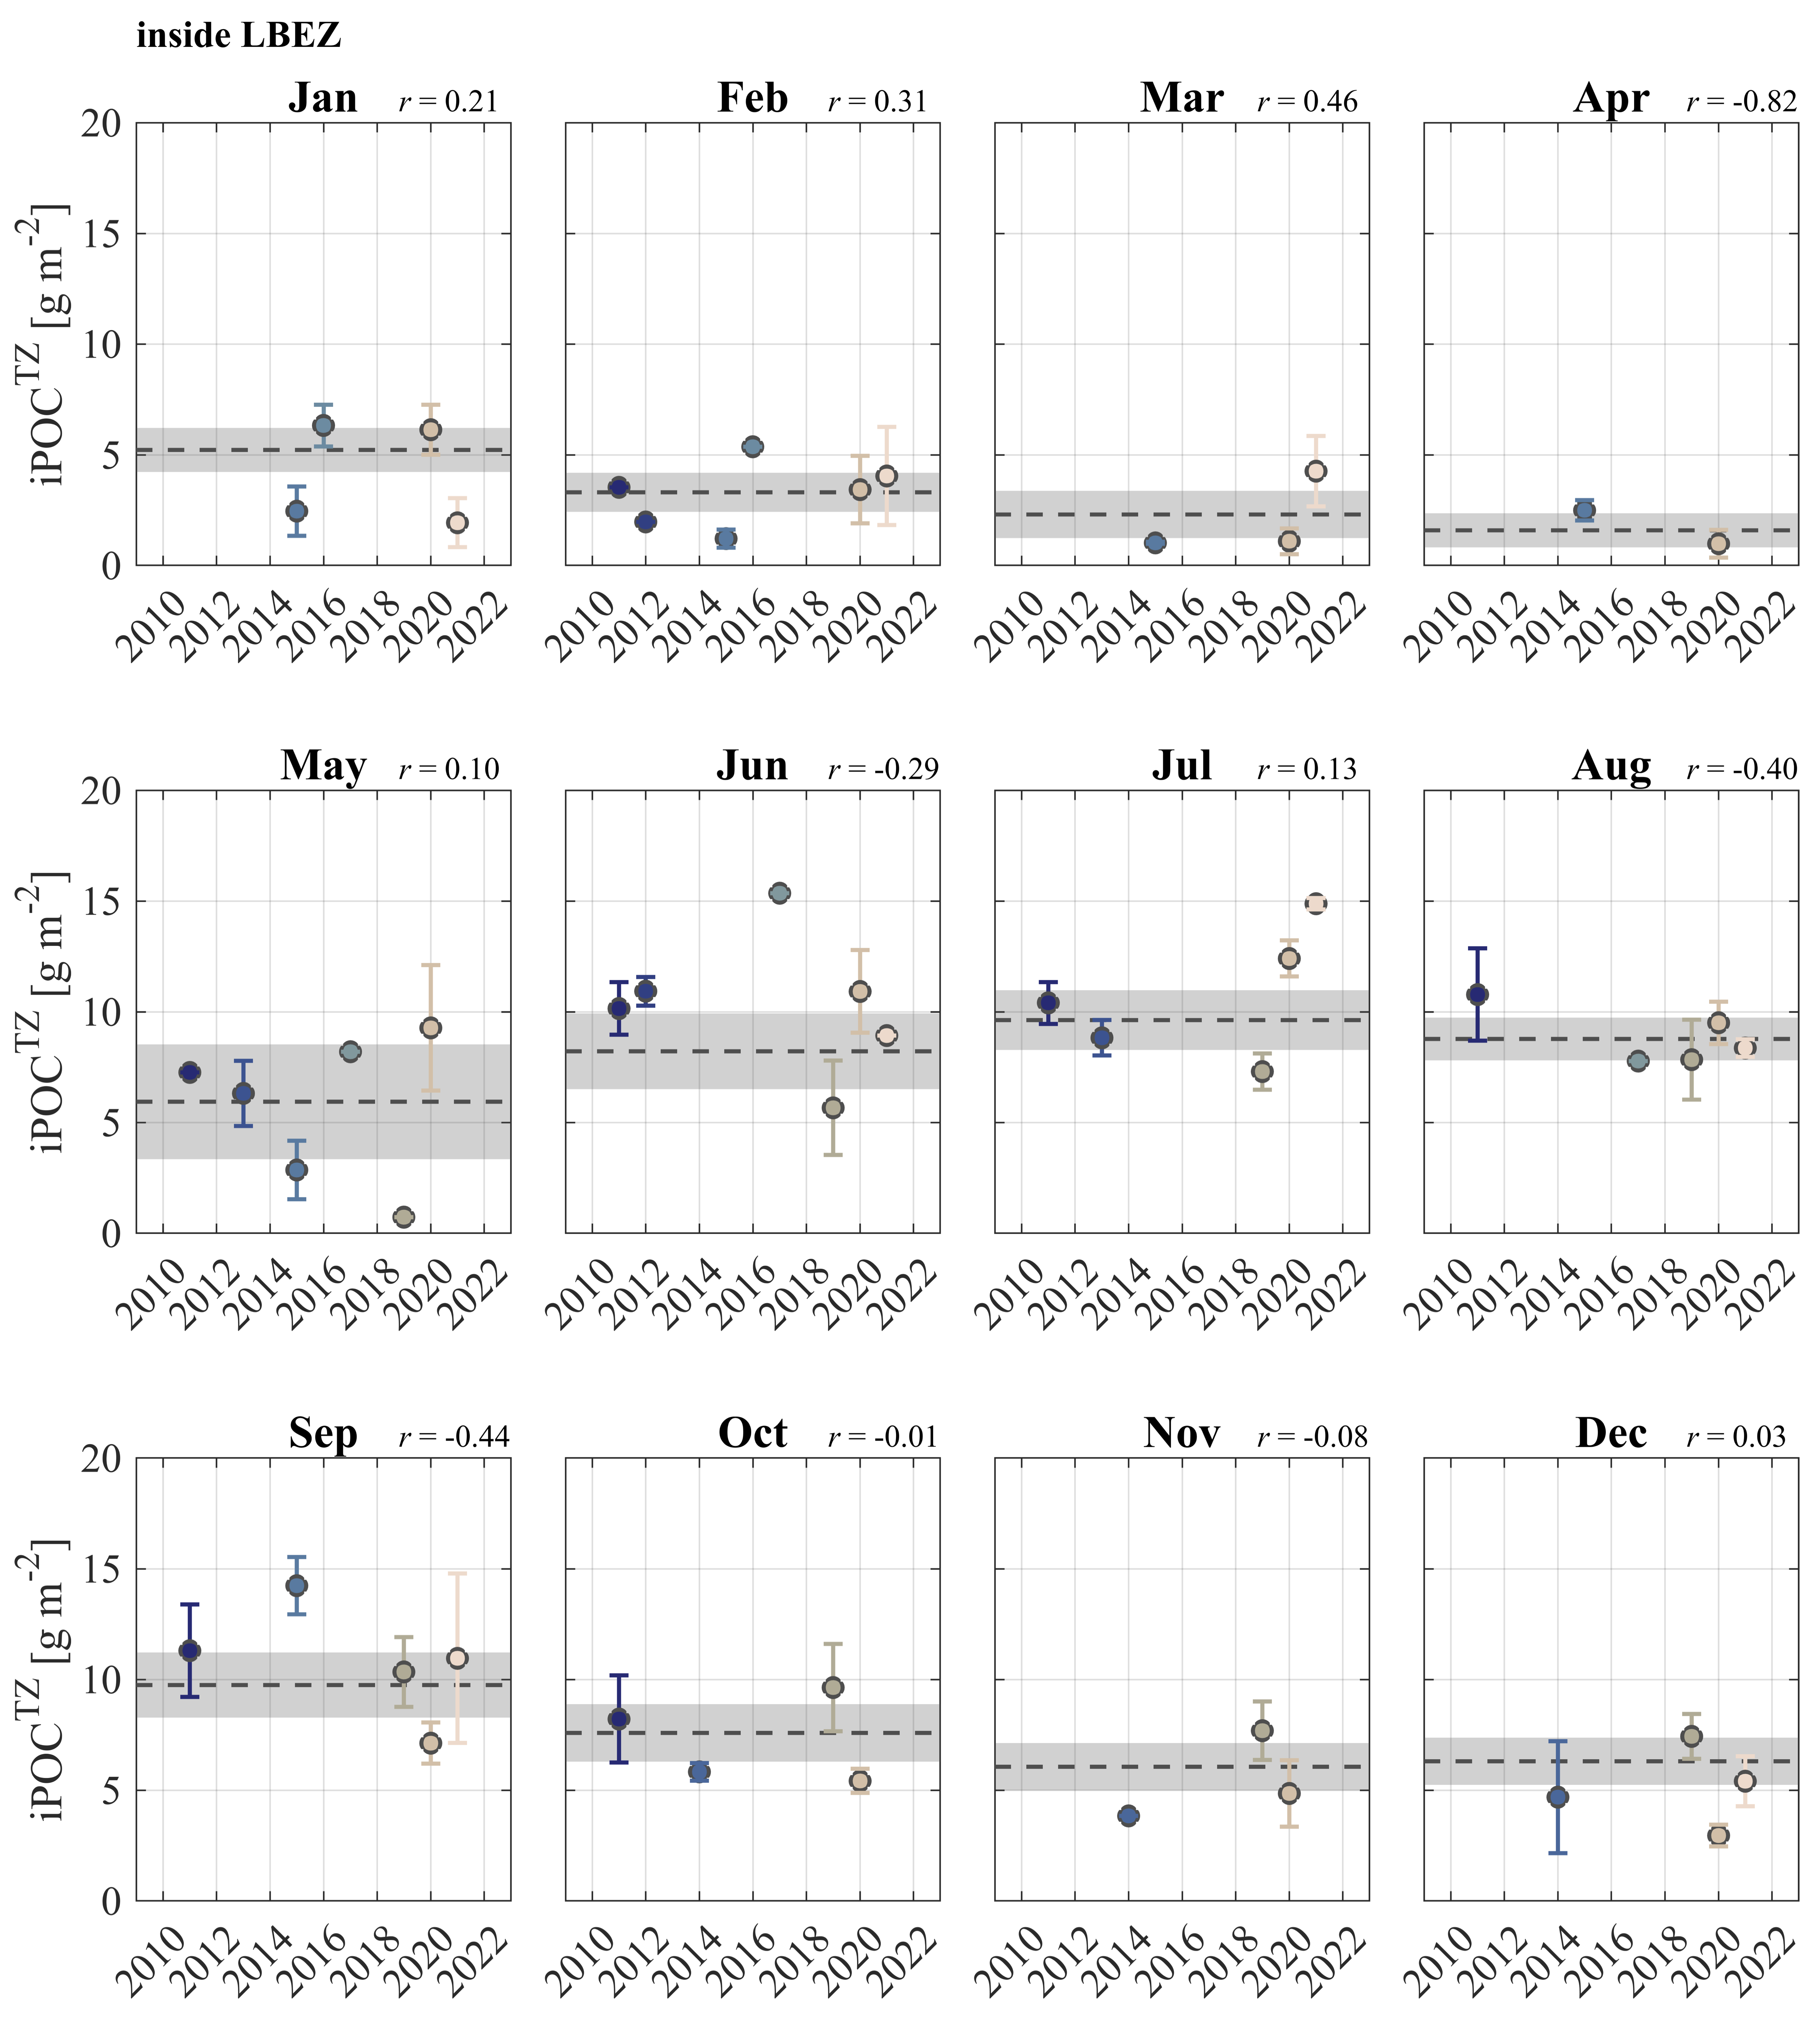 inside LBEZ
Jan r = 0.21
Feb r = 0.31
Mar r = 0.46
Apr r = -0.82
iPOC^TZ [g m^-2]
20
15
10
5
0
2010 2012 2014 2016 2018 2020 2022
2010 2012 2014 2016 2018 2020 2022
2010 2012 2014 2016 2018 2020 2022
2010 2012 2014 2016 2018 2020 2022
May r = 0.10
Jun r = -0.29
Jul r = 0.13
Aug r = -0.40
iPOC^TZ [g m^-2]
20
15
10
5
0
2010 2012 2014 2016 2018 2020 2022
2010 2012 2014 2016 2018 2020 2022
2010 2012 2014 2016 2018 2020 2022
2010 2012 2014 2016 2018 2020 2022
Sep r = -0.44
Oct r = -0.01
Nov r = -0.08
Dec r = 0.03
iPOC^TZ [g m^-2]
20
15
10
5
0
2010 2012 2014 2016 2018 2020 2022
2010 2012 2014 2016 2018 2020 2022
2010 2012 2014 2016 2018 2020 2022
2010 2012 2014 2016 2018 2020 2022